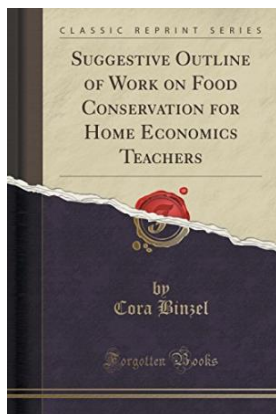 CLASSIC REPRINT SERIES
SUGGESTIVE OUTLINE
OF WORK ON FOOD
CONSERVATION FOR
HOME ECONOMICS
TEACHERS
by
Cora Binzel
Forgotten Books